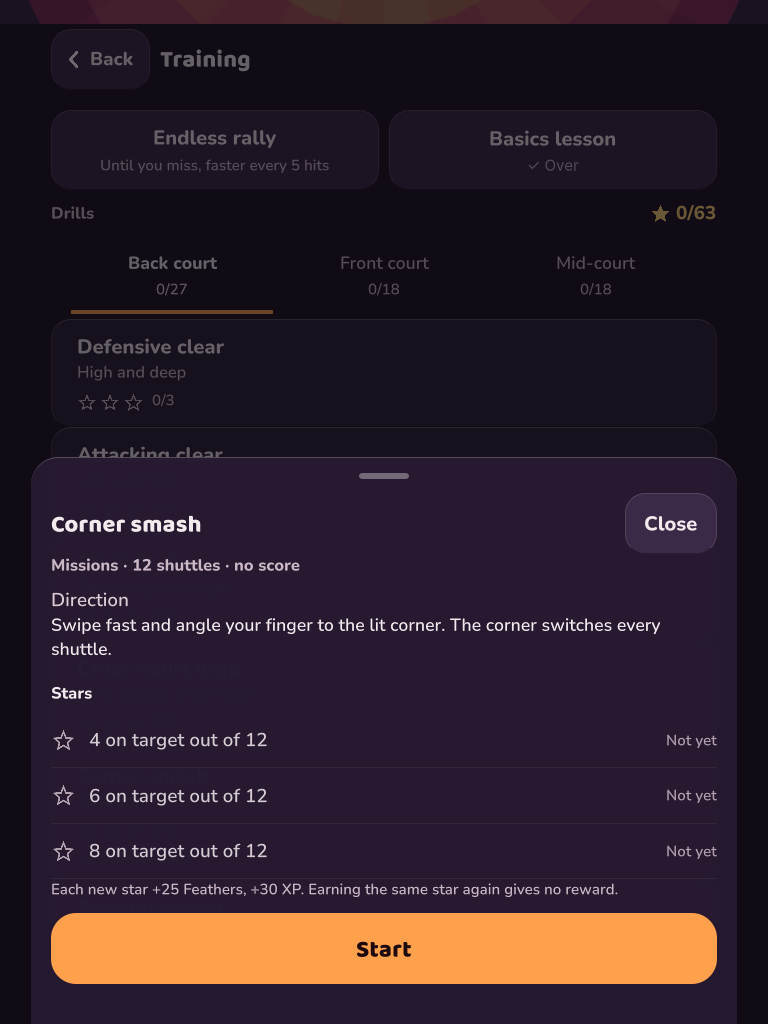 Back
Training
Endless rally
Until you miss, faster every 5 hits
Basics lesson
✓ Over
Drills
0/63
Back court
0/27
Front court
0/18
Mid-court
0/18
Defensive clear
High and deep
0/3
Attacking clear
Corner smash
Close
Missions · 12 shuttles · no score
Direction
Swipe fast and angle your finger to the lit corner. The corner switches every
shuttle.
Stars
4 on target out of 12
Not yet
6 on target out of 12
Not yet
8 on target out of 12
Not yet
Each new star +25 Feathers, +30 XP. Earning the same star again gives no reward.
Start